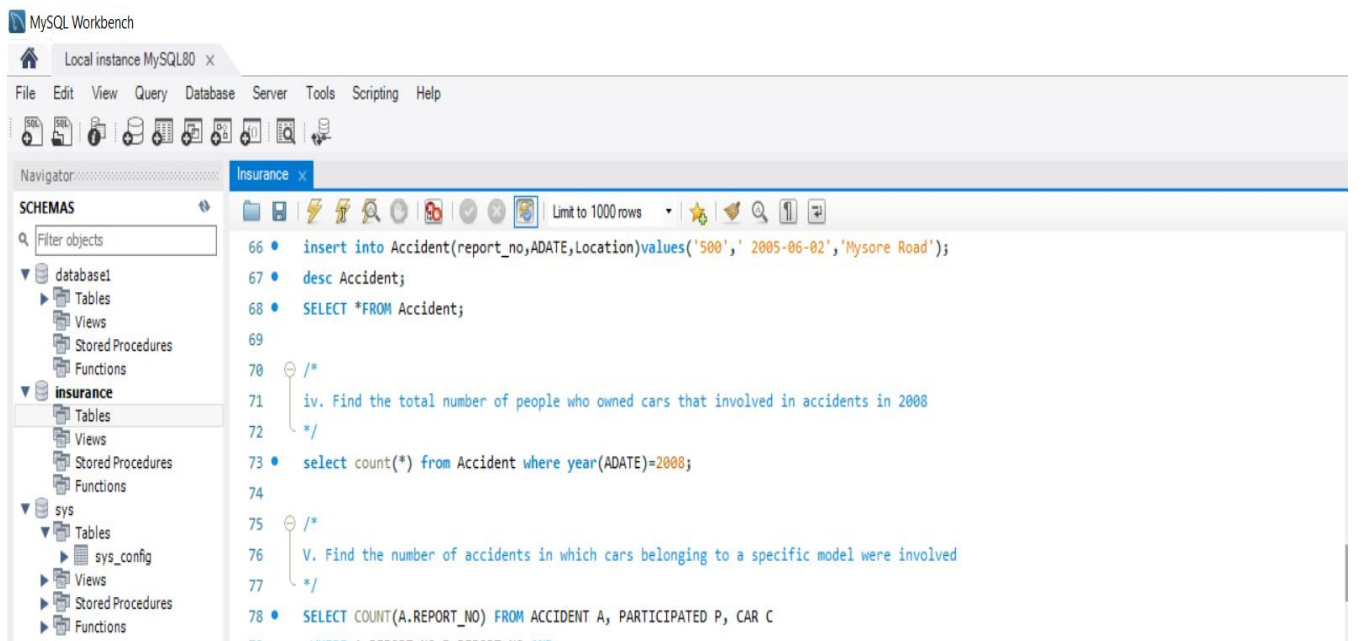 MySQL Workbench
Local instance MySQL80 ×
File Edit View Query Database Server Tools Scripting Help
Navigator
SCHEMAS
Filter objects
database1
Tables
Views
Stored Procedures
Functions
insurance
Tables
Views
Stored Procedures
Functions
sys
Tables
sys_config
Views
Stored Procedures
Functions
Insurance ×
Limit to 1000 rows
66 insert into Accident(report_no,ADATE,Location)values('500',' 2005-06-02','Mysore Road');
67 desc Accident;
68 SELECT *FROM Accident;
69
70 /*
71 iv. Find the total number of people who owned cars that involved in accidents in 2008
72 */
73 select count(*) from Accident where year(ADATE)=2008;
74
75 /*
76 V. Find the number of accidents in which cars belonging to a specific model were involved
77 */
78 SELECT COUNT(A.REPORT_NO) FROM ACCIDENT A, PARTICIPATED P, CAR C